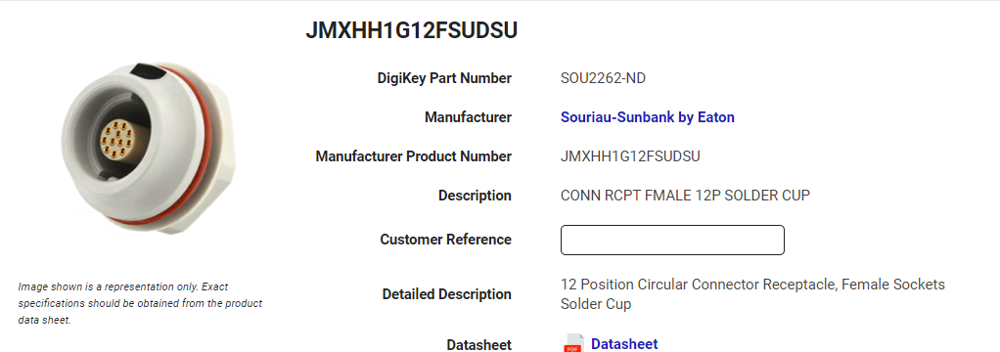 JMXHH1G12FSUDSU
DigiKey Part Number SOU2262-ND
Manufacturer Souriau-Sunbank by Eaton
Manufacturer Product Number JMXHH1G12FSUDSU
Description CONN RCPT FMALE 12P SOLDER CUP
Customer Reference
Detailed Description 12 Position Circular Connector Receptacle, Female Sockets
Solder Cup
Datasheet PDF Datasheet
Image shown is a representation only. Exact
specifications should be obtained from the product
data sheet.